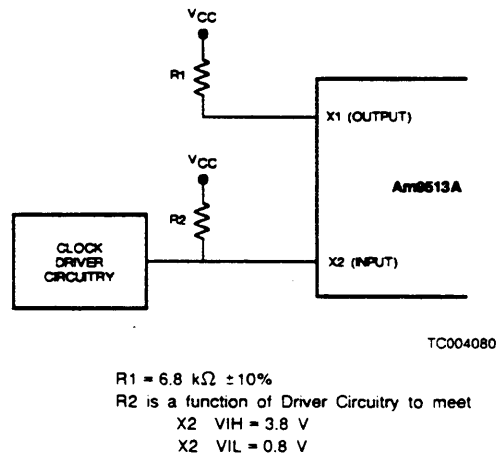 VCC
R1
X1 (OUTPUT)
VCC
Am9513A
R2
CLOCK
DRIVER
CIRCUITRY
X2 (INPUT)
TC004080
R1 = 6.8 kΩ ±10%
R2 is a function of Driver Circuitry to meet
X2 VIH = 3.8 V
X2 VIL = 0.8 V